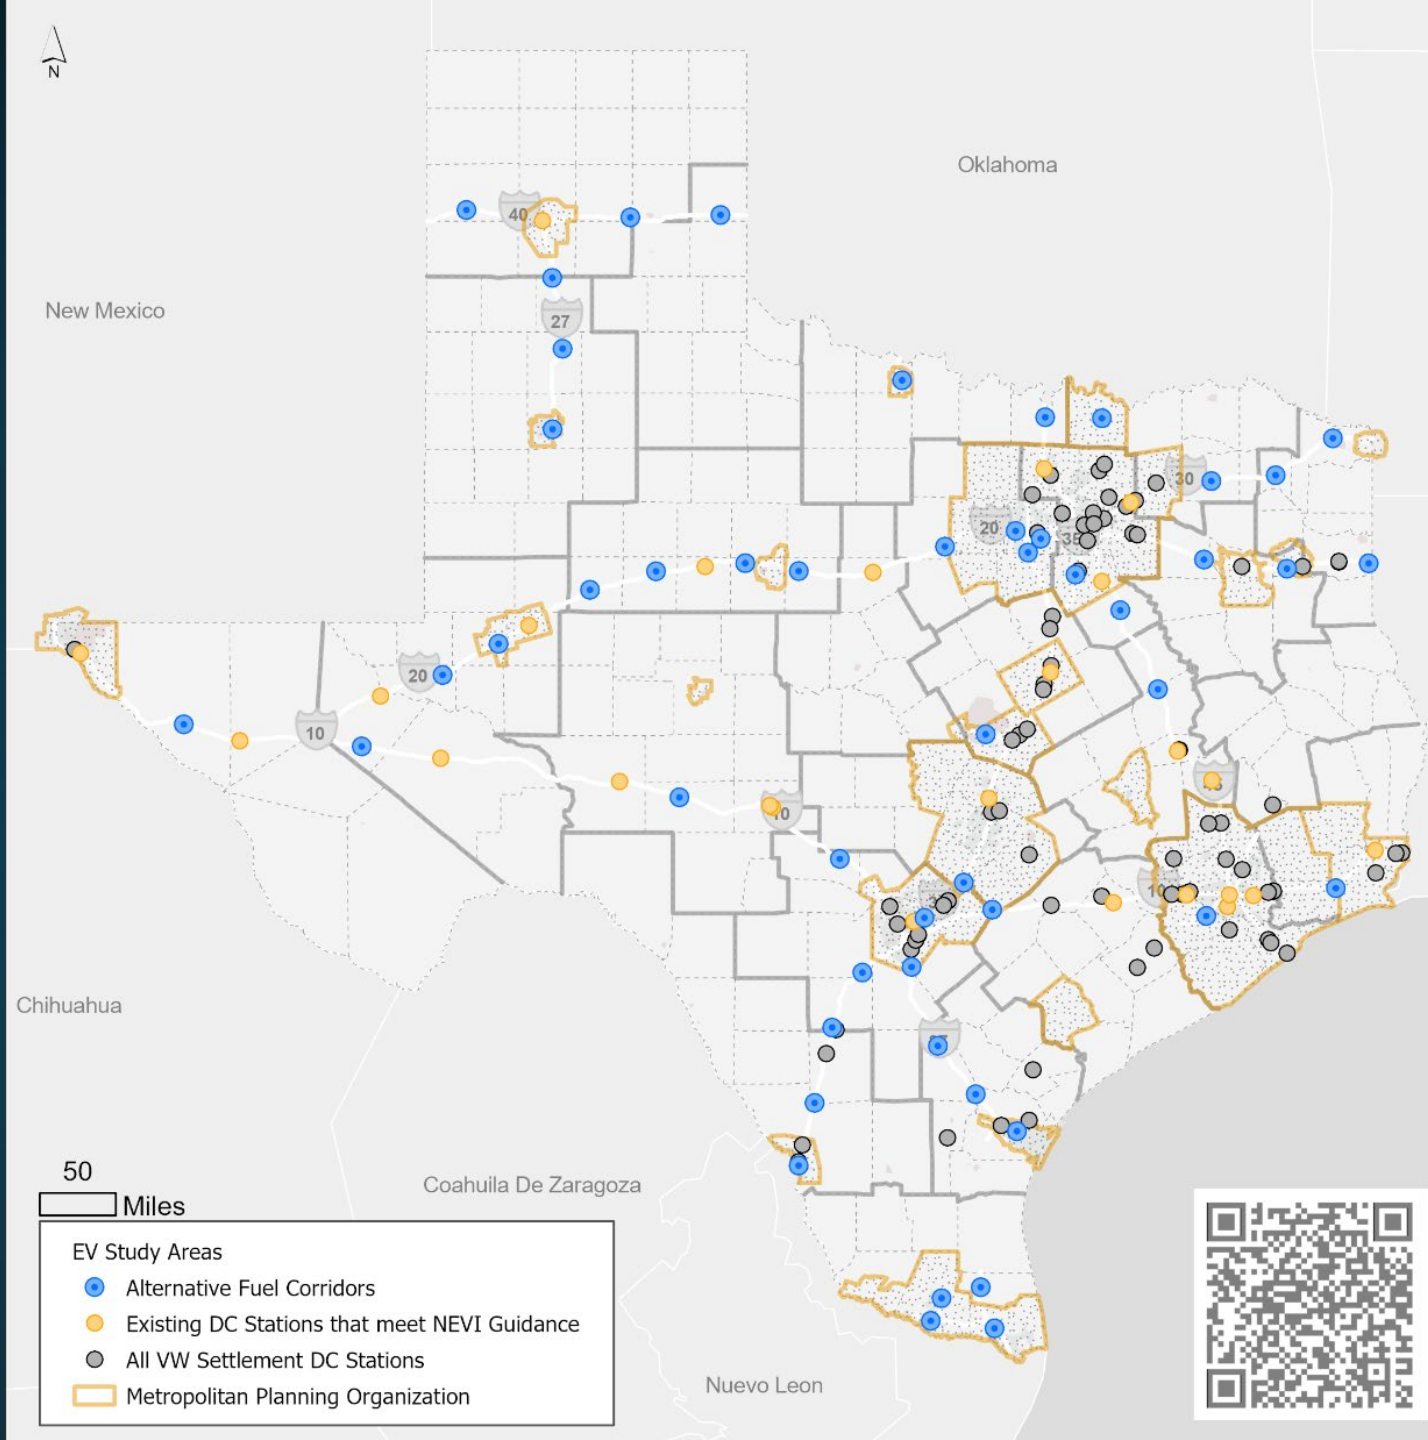 N
Oklahoma
40
New Mexico
27
30
20
35
20
10
10
10
Chihuahua
Coahuila De Zaragoza
50
Miles
EV Study Areas
Alternative Fuel Corridors
Existing DC Stations that meet NEVI Guidance
All VW Settlement DC Stations
Metropolitan Planning Organization
Nuevo Leon